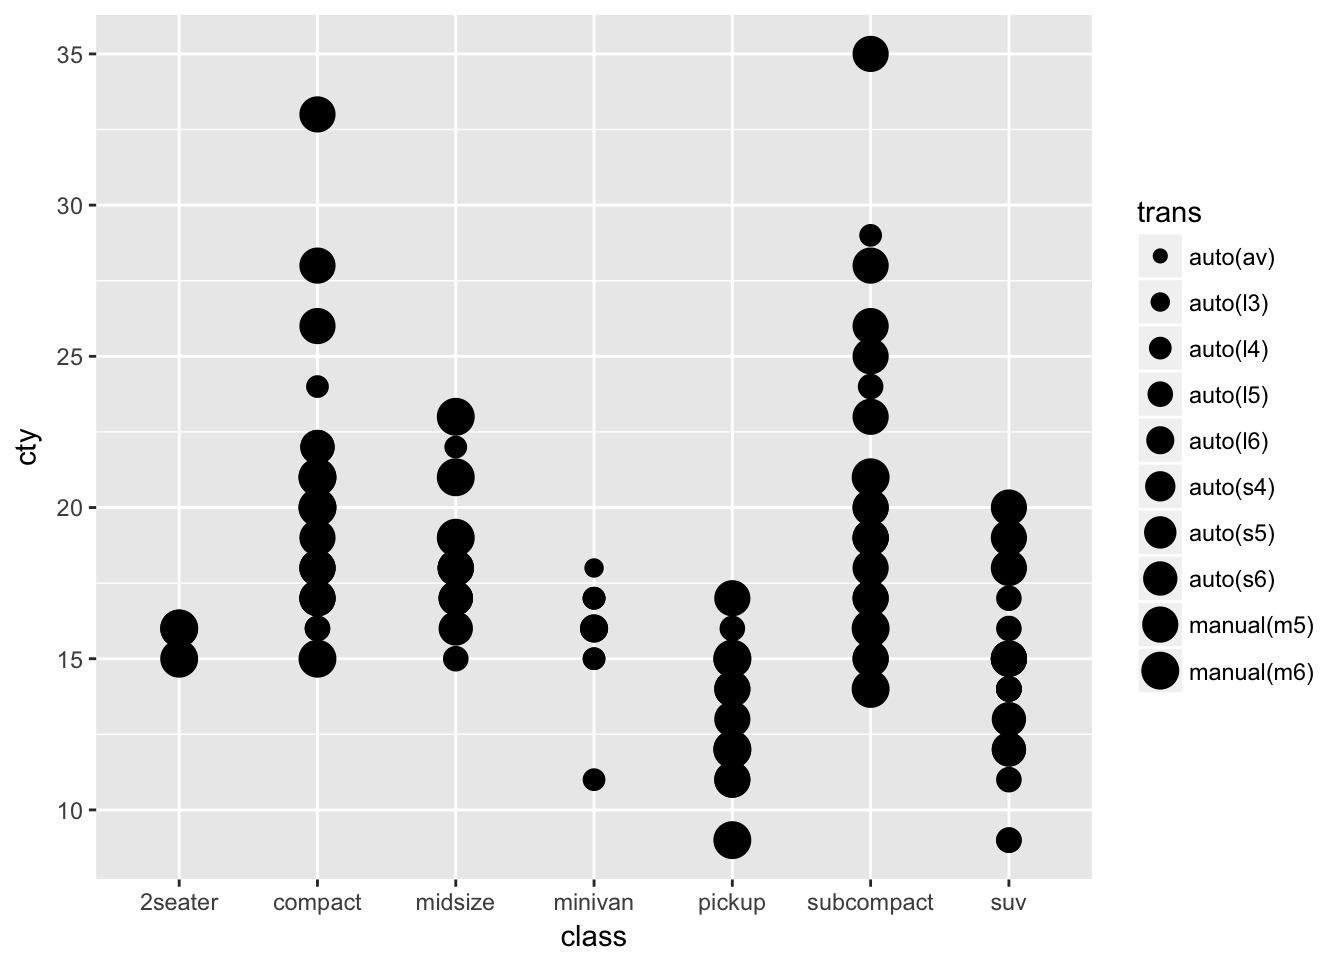 35
30
25
20
15
10
cty
2seater
compact
midsize
minivan
pickup
subcompact
suv
class
trans
auto(av)
auto(l3)
auto(l4)
auto(l5)
auto(l6)
auto(s4)
auto(s5)
auto(s6)
manual(m5)
manual(m6)